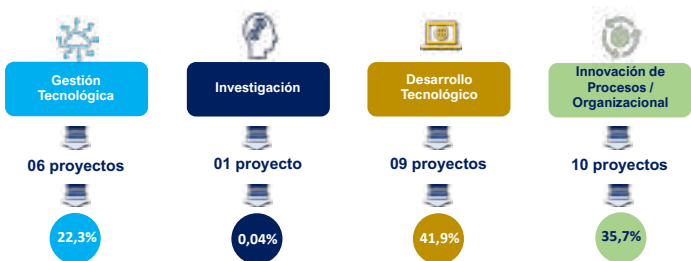 Gestión
Tecnológica
Investigación
Desarrollo
Tecnológico
Innovación de
Procesos /
Organizacional
06 proyectos
01 proyecto
09 proyectos
10 proyectos
22,3%
0,04%
41,9%
35,7%